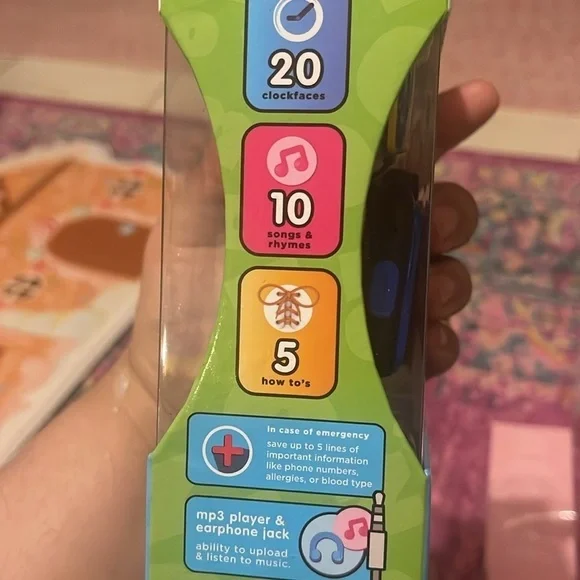 20
clockfaces
10
songs &
rhymes
5
how to's
In case of emergency
save up to 5 lines of
important information
like phone numbers,
allergies, or blood type
mp3 player &
earphone jack
ability to upload
& listen to music.